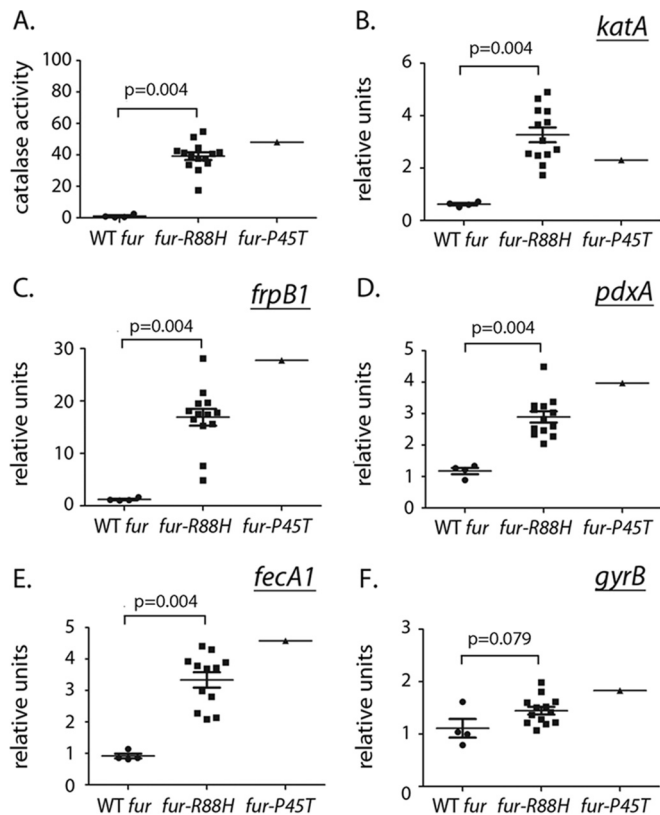 A.
catalase activity
100
80
60
40
20
0
p=0.004
WT fur fur-R88H fur-P45T
B.
katA
relative units
6
4
2
0
p=0.004
WT fur fur-R88H fur-P45T
C.
frpB1
relative units
30
20
10
0
p=0.004
WT fur fur-R88H fur-P45T
D.
pdxA
relative units
5
4
3
2
1
0
p=0.004
WT fur fur-R88H fur-P45T
E.
fecA1
relative units
5
4
3
2
1
0
p=0.004
WT fur fur-R88H fur-P45T
F.
gyrB
relative units
3
2
1
0
p=0.079
WT fur fur-R88H fur-P45T